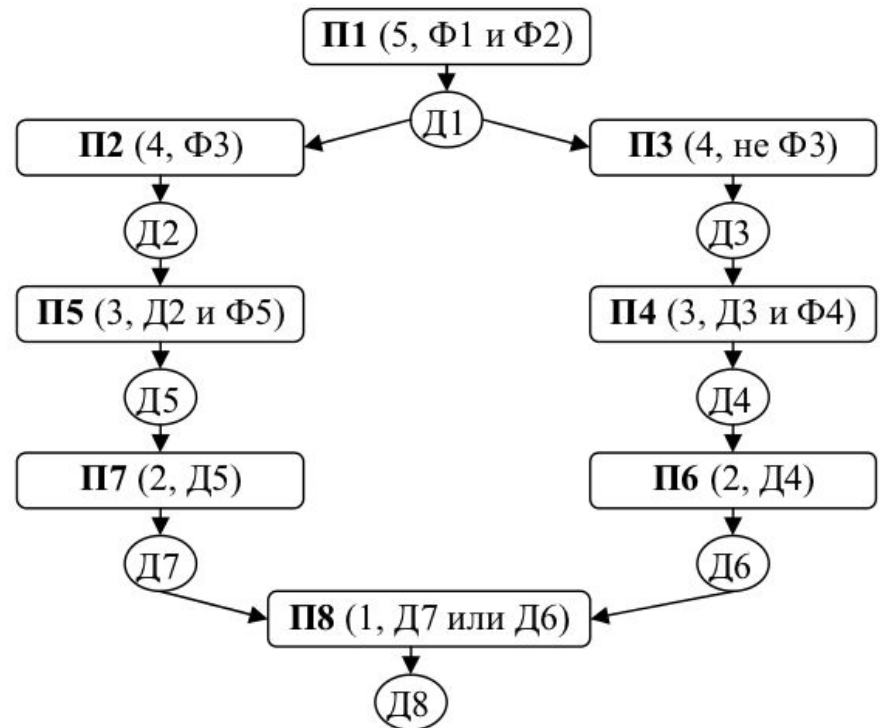 П1 (5, Ф1 и Ф2)
Д1
П2 (4, Ф3)
П3 (4, не Ф3)
Д2
Д3
П5 (3, Д2 и Ф5)
П4 (3, Д3 и Ф4)
Д5
Д4
П7 (2, Д5)
П6 (2, Д4)
Д7
Д6
П8 (1, Д7 или Д6)
Д8